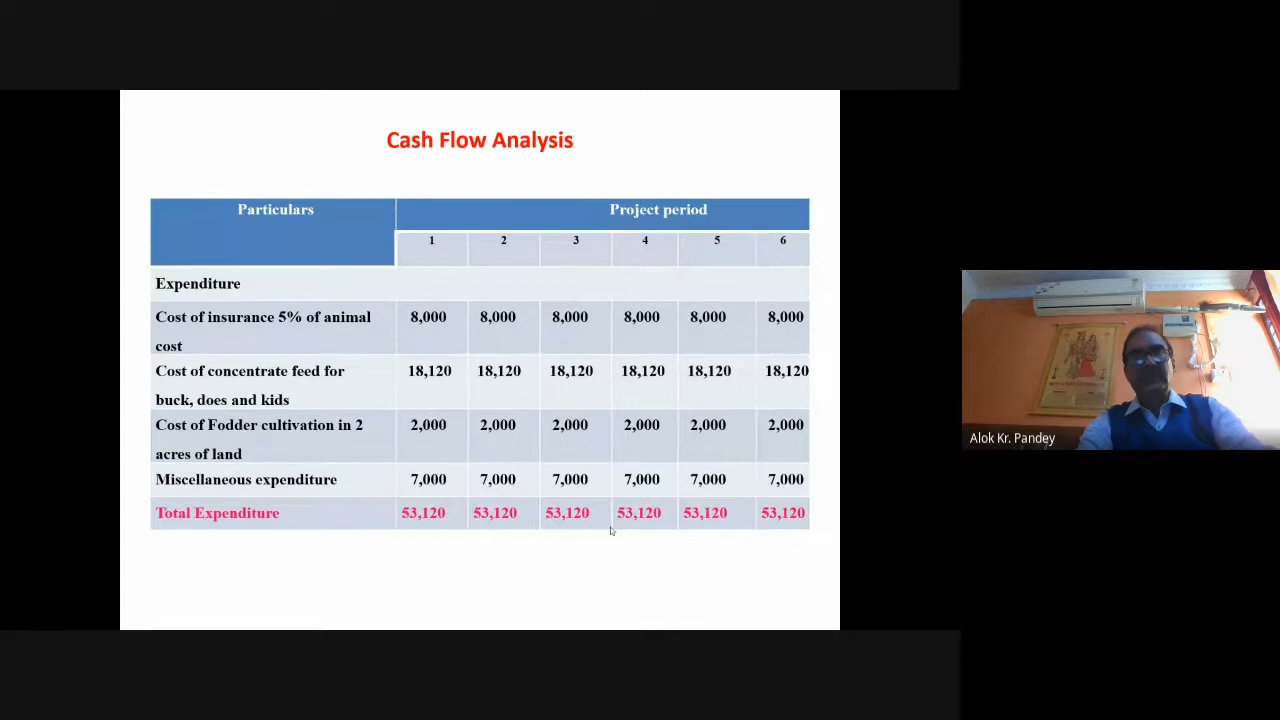 Cash Flow Analysis
Particulars Project period
1 2 3 4 5 6
Expenditure
Cost of insurance 5% of animal 8,000 8,000 8,000 8,000 8,000 8,000
cost
Cost of concentrate feed for 18,120 18,120 18,120 18,120 18,120 18,120
buck, does and kids
Cost of Fodder cultivation in 2 2,000 2,000 2,000 2,000 2,000 2,000
acres of land
Miscellaneous expenditure 7,000 7,000 7,000 7,000 7,000 7,000
Total Expenditure 53,120 53,120 53,120 53,120 53,120 53,120
Alok Kr. Pandey